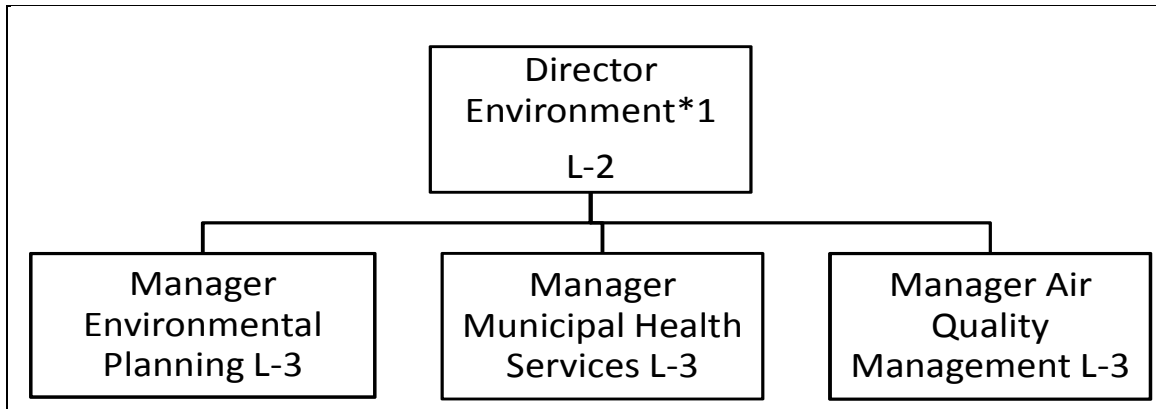 Director
Environment*1
L-2
Manager
Environmental
Planning L-3
Manager
Municipal Health
Services L-3
Manager Air
Quality
Management L-3